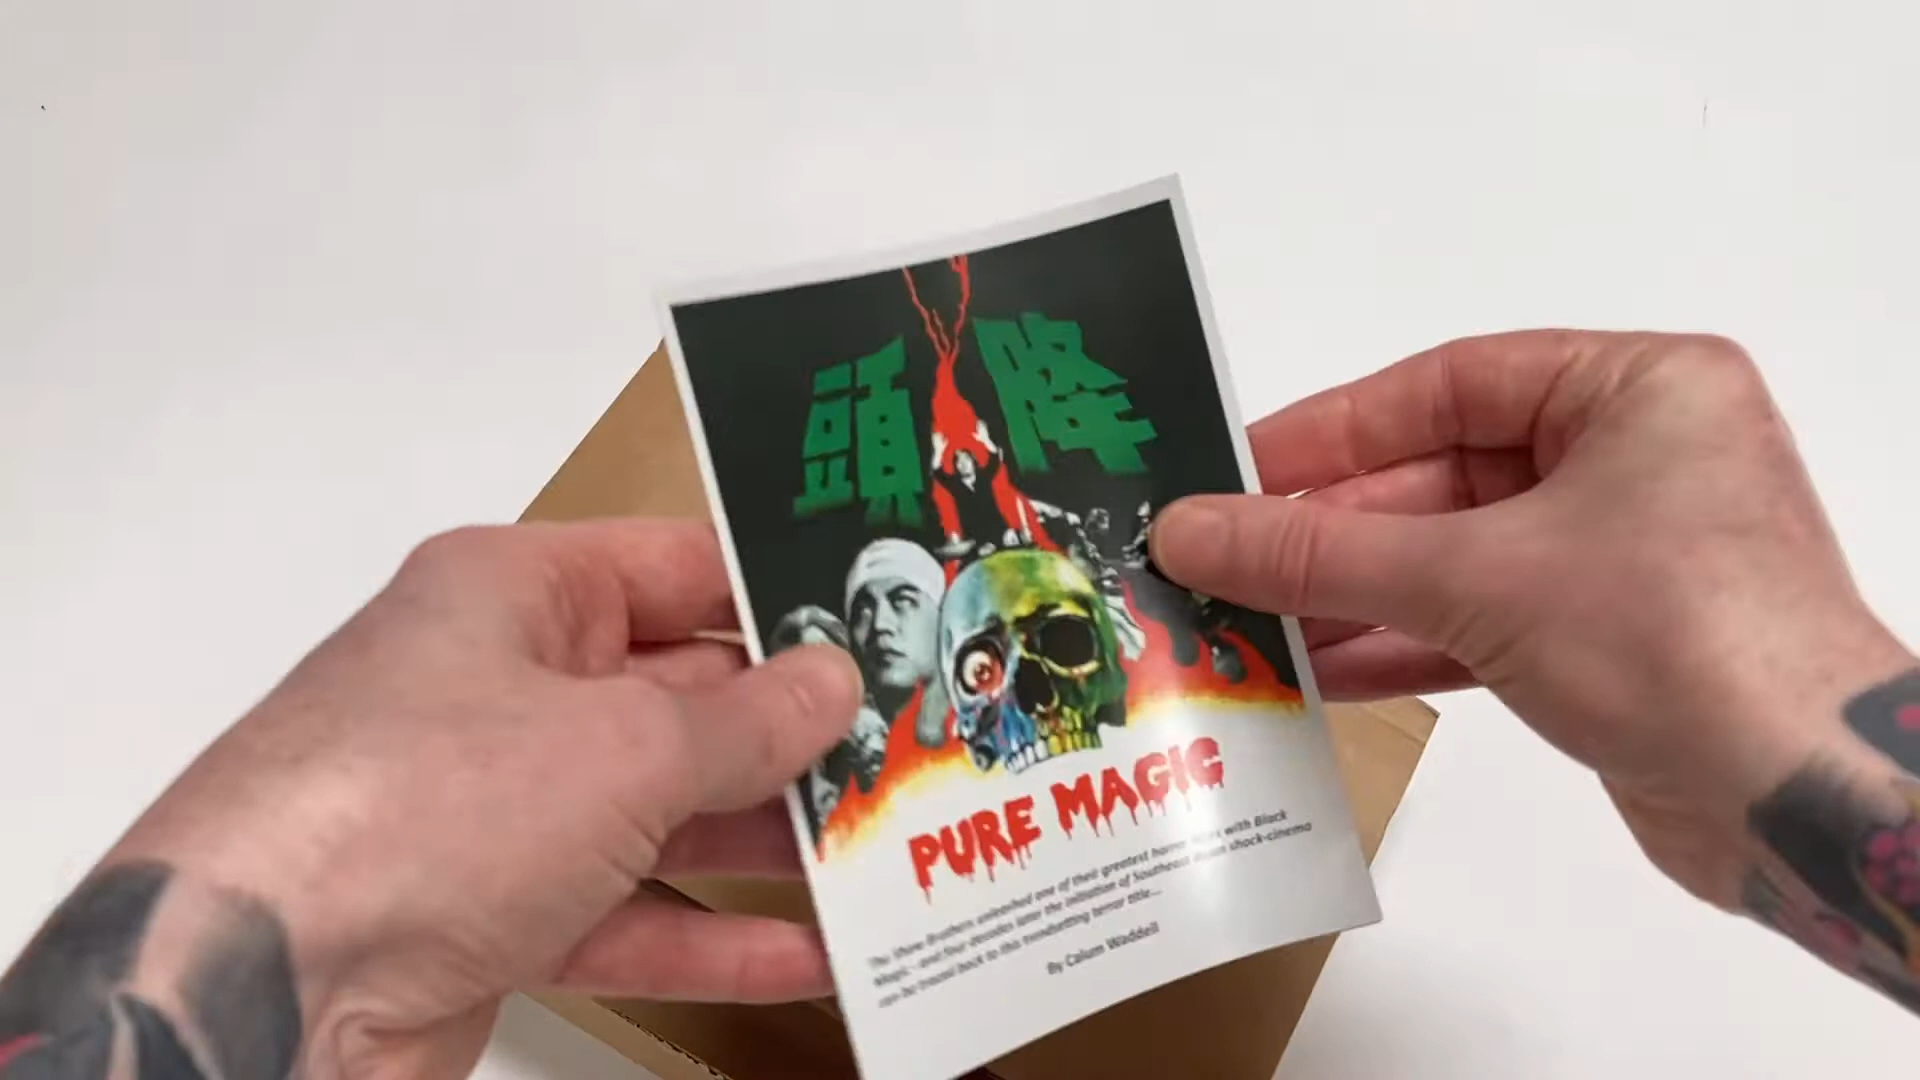 頭降
PURE MAGIC
The Shaw Brothers unleashed one of their greatest horror with Black
Magic - and four decades later the initiation of Southeast Asian shock-cinema
can be traced back to this trendsetting terror title...
By Calum Waddell